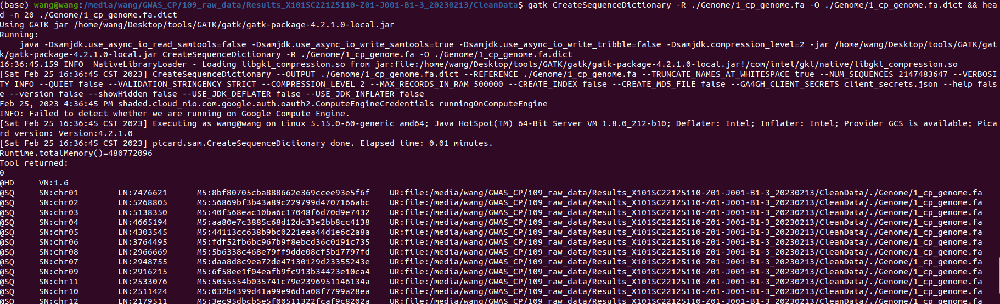 (base) wang@wang:/media/wang/GWAS_CP/109_raw_data/Results_X101SC22125110-Z01-J001-B1-3_20230213/CleanData$ gatk CreateSequenceDictionary -R ./Genome/1_cp_genome.fa -O ./Genome/1_cp_genome.fa.dict && hea
d -n 20 ./Genome/1_cp_genome.fa.dict
Using GATK jar /home/wang/Desktop/tools/GATK/gatk/gatk-package-4.2.1.0-local.jar
Running:
    java -Dsamjdk.use_async_io_read_samtools=false -Dsamjdk.use_async_io_write_samtools=true -Dsamjdk.use_async_io_write_tribble=false -Dsamjdk.compression_level=2 -jar /home/wang/Desktop/tools/GATK/gat
k/gatk-package-4.2.1.0-local.jar CreateSequenceDictionary -R ./Genome/1_cp_genome.fa -O ./Genome/1_cp_genome.fa.dict
16:36:45.159 INFO  NativeLibraryLoader - Loading libgkl_compression.so from jar:file:/home/wang/Desktop/tools/GATK/gatk/gatk-package-4.2.1.0-local.jar!/com/intel/gkl/native/libgkl_compression.so
[Sat Feb 25 16:36:45 CST 2023] CreateSequenceDictionary --OUTPUT ./Genome/1_cp_genome.fa.dict --REFERENCE ./Genome/1_cp_genome.fa --TRUNCATE_NAMES_AT_WHITESPACE true --NUM_SEQUENCES 2147483647 --VERBOSI
TY INFO --QUIET false --VALIDATION_STRINGENCY STRICT --COMPRESSION_LEVEL 2 --MAX_RECORDS_IN_RAM 500000 --CREATE_INDEX false --CREATE_MD5_FILE false --GA4GH_CLIENT_SECRETS client_secrets.json --help fals
e --version false --showHidden false --USE_JDK_DEFLATER false --USE_JDK_INFLATER false
Feb 25, 2023 4:36:45 PM shaded.cloud_nio.com.google.auth.oauth2.ComputeEngineCredentials runningOnComputeEngine
INFO: Failed to detect whether we are running on Google Compute Engine.
[Sat Feb 25 16:36:45 CST 2023] Executing as wang@wang on Linux 5.15.0-60-generic amd64; Java HotSpot(TM) 64-Bit Server VM 1.8.0_212-b10; Deflater: Intel; Inflater: Intel; Provider GCS is available; Pica
rd version: Version:4.2.1.0
[Sat Feb 25 16:36:45 CST 2023] picard.sam.CreateSequenceDictionary done. Elapsed time: 0.01 minutes.
Runtime.totalMemory()=480772096
Tool returned:
0
@HD	VN:1.6
@SQ	SN:chr01	LN:7476621	M5:8bf80705cba888662e369ccee93e5f6f	UR:file:/media/wang/GWAS_CP/109_raw_data/Results_X101SC22125110-Z01-J001-B1-3_20230213/CleanData/./Genome/1_cp_genome.fa
@SQ	SN:chr02	LN:5268805	M5:56869bf3b43a89c229799d4707166abc	UR:file:/media/wang/GWAS_CP/109_raw_data/Results_X101SC22125110-Z01-J001-B1-3_20230213/CleanData/./Genome/1_cp_genome.fa
@SQ	SN:chr03	LN:5138350	M5:40f568eac10ba6c17048f6d70d9e7432	UR:file:/media/wang/GWAS_CP/109_raw_data/Results_X101SC22125110-Z01-J001-B1-3_20230213/CleanData/./Genome/1_cp_genome.fa
@SQ	SN:chr04	LN:4665194	M5:aa80e7c3885c68d12dc33e2bb8cc4138	UR:file:/media/wang/GWAS_CP/109_raw_data/Results_X101SC22125110-Z01-J001-B1-3_20230213/CleanData/./Genome/1_cp_genome.fa
@SQ	SN:chr05	LN:4303545	M5:44113cc638b9bc0221eea44d1e6c2a8a	UR:file:/media/wang/GWAS_CP/109_raw_data/Results_X101SC22125110-Z01-J001-B1-3_20230213/CleanData/./Genome/1_cp_genome.fa
@SQ	SN:chr06	LN:3764495	M5:fdf52fb6bc967b9f8ebcd36c0191c735	UR:file:/media/wang/GWAS_CP/109_raw_data/Results_X101SC22125110-Z01-J001-B1-3_20230213/CleanData/./Genome/1_cp_genome.fa
@SQ	SN:chr08	LN:2966669	M5:5b6338c468e79ff9dde08cf5b17797fd	UR:file:/media/wang/GWAS_CP/109_raw_data/Results_X101SC22125110-Z01-J001-B1-3_20230213/CleanData/./Genome/1_cp_genome.fa
@SQ	SN:chr07	LN:2948755	M5:daa8d8c9ea72de47130129d23355243e	UR:file:/media/wang/GWAS_CP/109_raw_data/Results_X101SC22125110-Z01-J001-B1-3_20230213/CleanData/./Genome/1_cp_genome.fa
@SQ	SN:chr09	LN:2916215	M5:6f58ee1f04eafb9fc913b34423e10ca4	UR:file:/media/wang/GWAS_CP/109_raw_data/Results_X101SC22125110-Z01-J001-B1-3_20230213/CleanData/./Genome/1_cp_genome.fa
@SQ	SN:chr11	LN:2533076	M5:5055554b035741c79e2396951146134a	UR:file:/media/wang/GWAS_CP/109_raw_data/Results_X101SC22125110-Z01-J001-B1-3_20230213/CleanData/./Genome/1_cp_genome.fa
@SQ	SN:chr10	LN:2511424	M5:032b4399d41a99e96d1a08f7799a28ea	UR:file:/media/wang/GWAS_CP/109_raw_data/Results_X101SC22125110-Z01-J001-B1-3_20230213/CleanData/./Genome/1_cp_genome.fa
@SQ	SN:chr12	LN:2179511	M5:3ec95dbcb5e5f00511322fcaf9c8202a	UR:file:/media/wang/GWAS_CP/109_raw_data/Results_X101SC22125110-Z01-J001-B1-3_20230213/CleanData/./Genome/1_cp_genome.fa